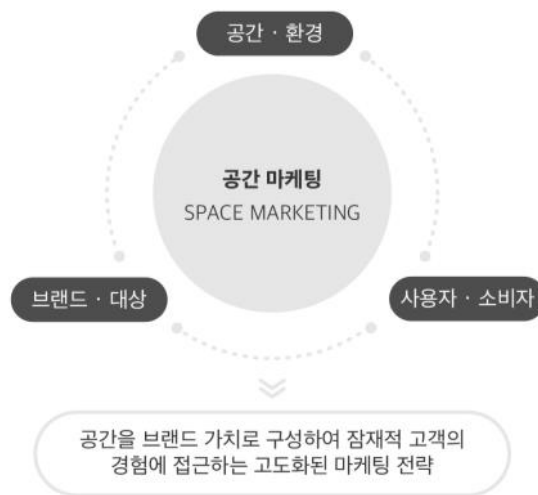 공간 · 환경
공간 마케팅
SPACE MARKETING
브랜드 · 대상
사용자 · 소비자
공간을 브랜드 가치로 구성하여 잠재적 고객의
경험에 접근하는 고도화된 마케팅 전략